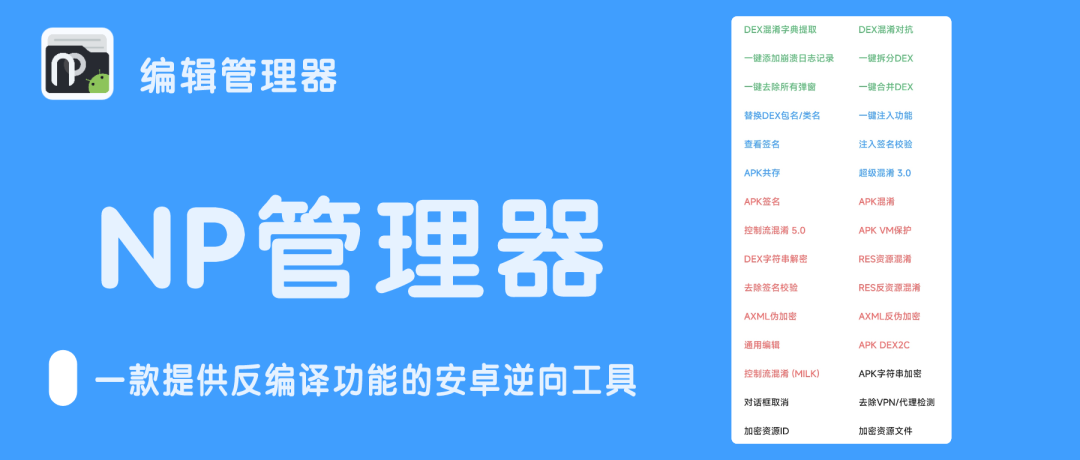 NP
编辑管理器
NP管理器
一款提供反编译功能的安卓逆向工具
DEX混淆字典提取 DEX混淆对抗
一键添加崩溃日志记录 一键拆分DEX
一键去除所有弹窗 一键合并DEX
替换DEX包名/类名 一键注入功能
查看签名 注入签名校验
APK共存 超级混淆 3.0
APK签名 APK混淆
控制流混淆 5.0 APK VM保护
DEX字符串解密 RES资源混淆
去除签名校验 RES反资源混淆
AXML伪加密 AXML反伪加密
通用编辑 APK DEX2C
控制流混淆 (MILK) APK字符串加密
对话框取消 去除VPN/代理检测
加密资源ID 加密资源文件